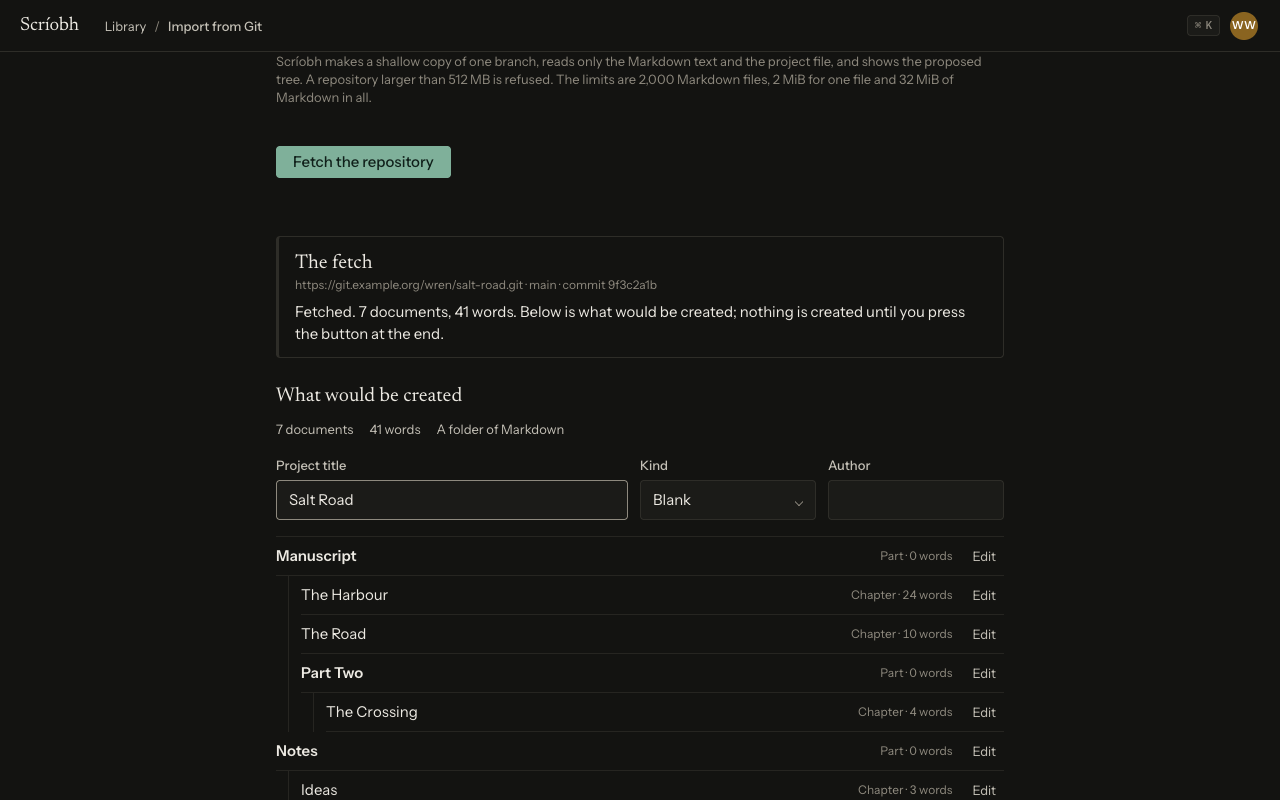 Scríobh
Library / Import from Git
⌘ K
WW
Scríobh makes a shallow copy of one branch, reads only the Markdown text and the project file, and shows the proposed
tree. A repository larger than 512 MB is refused. The limits are 2,000 Markdown files, 2 MiB for one file and 32 MiB of
Markdown in all.
Fetch the repository
The fetch
https://git.example.org/wren/salt-road.git · main · commit 9f3c2a1b
Fetched. 7 documents, 41 words. Below is what would be created; nothing is created until you press
the button at the end.
What would be created
7 documents 41 words A folder of Markdown
Project title Kind Author
Salt Road Blank
Manuscript Part · 0 words Edit
The Harbour Chapter · 24 words Edit
The Road Chapter · 10 words Edit
Part Two Part · 0 words Edit
The Crossing Chapter · 4 words Edit
Notes Part · 0 words Edit
Ideas Chapter · 3 words Edit